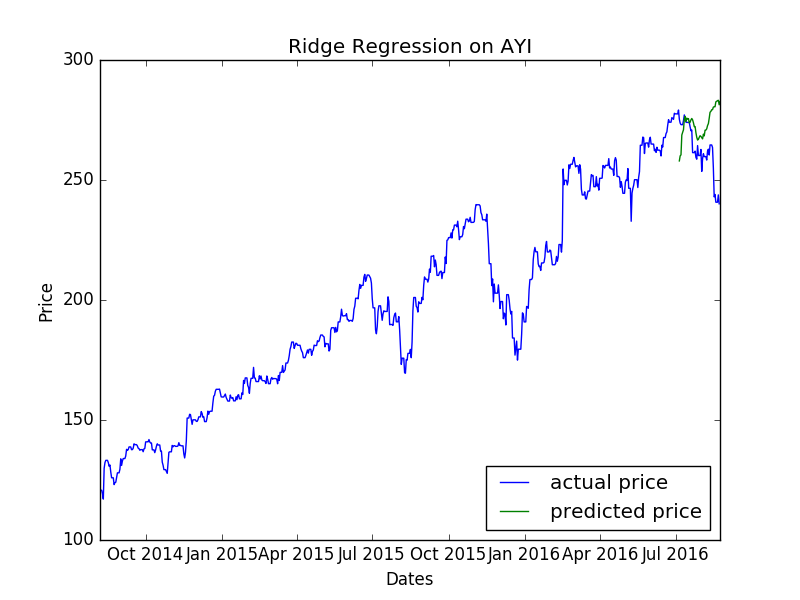 Ridge Regression on AYI
300
250
200
150
100
Price
Oct 2014 Jan 2015 Apr 2015 Jul 2015 Oct 2015 Jan 2016 Apr 2016 Jul 2016
Dates
actual price
predicted price